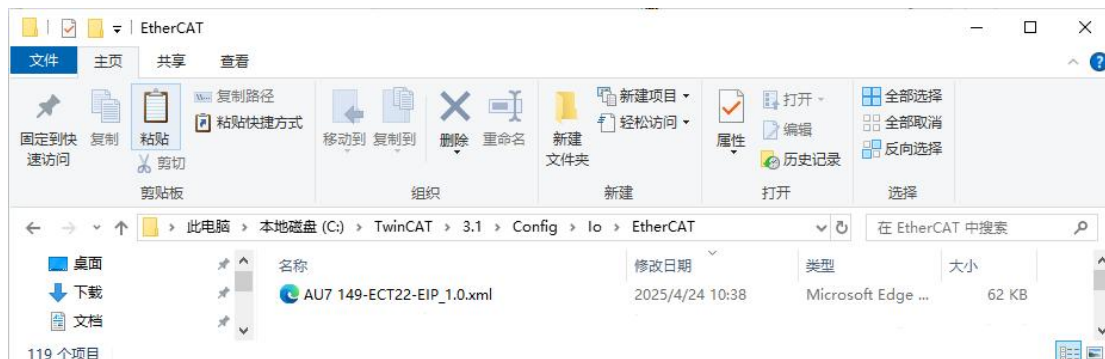 EtherCAT
文件 主页 共享 查看
固定到快速访问 复制 粘贴 复制路径 粘贴快捷方式 剪切 移动到 复制到 删除 重命名 新建文件夹 新建项目 轻松访问 属性 打开 编辑 历史记录 全部选择 全部取消 反向选择
剪贴板 组织 新建 打开 选择
此电脑 > 本地磁盘 (C:) > TwinCAT > 3.1 > Config > Io > EtherCAT 在 EtherCAT 中搜索
桌面 名称 修改日期 类型 大小
下载 AU7 149-ECT22-EIP_1.0.xml 2025/4/24 10:38 Microsoft Edge ... 62 KB
文档
119 个项目